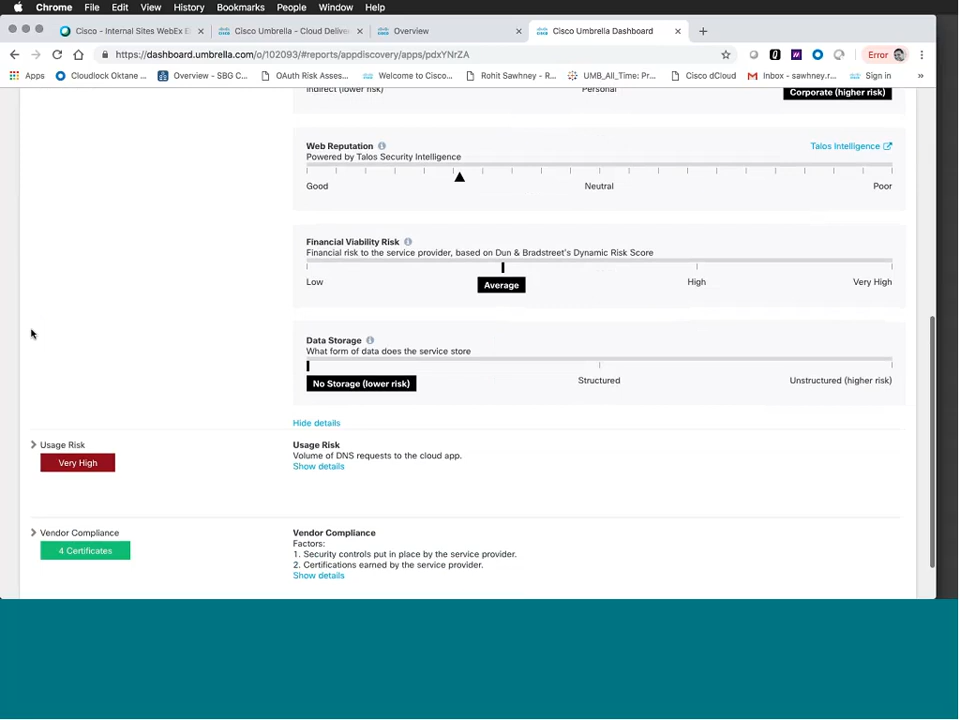 Chrome File Edit View History Bookmarks People Window Help
Cisco - Internal Sites WebEx E
Cisco Umbrella - Cloud Delive
Overview
Cisco Umbrella Dashboard
https://dashboard.umbrella.com/o/102093/#reports/appdiscovery/apps/pdxYNrZA
Error
Apps Cloudlock Oktane ... Overview - SBG C... OAuth Risk Asses... Welcome to Cisco... Rohit Sawhney - R... UMB_All_Time: Pr... Cisco dCloud Inbox - sawhney.r... Sign in »
Indirect (lower risk) Personal Corporate (higher risk)
Web Reputation Talos Intelligence
Powered by Talos Security Intelligence
Good Neutral Poor
Financial Viability Risk
Financial risk to the service provider, based on Dun & Bradstreet's Dynamic Risk Score
Low Average High Very High
Data Storage
What form of data does the service store
No Storage (lower risk) Structured Unstructured (higher risk)
Hide details
Usage Risk
Very High
Usage Risk
Volume of DNS requests to the cloud app.
Show details
Vendor Compliance
4 Certificates
Vendor Compliance
Factors:
1. Security controls put in place by the service provider.
2. Certifications earned by the service provider.
Show details